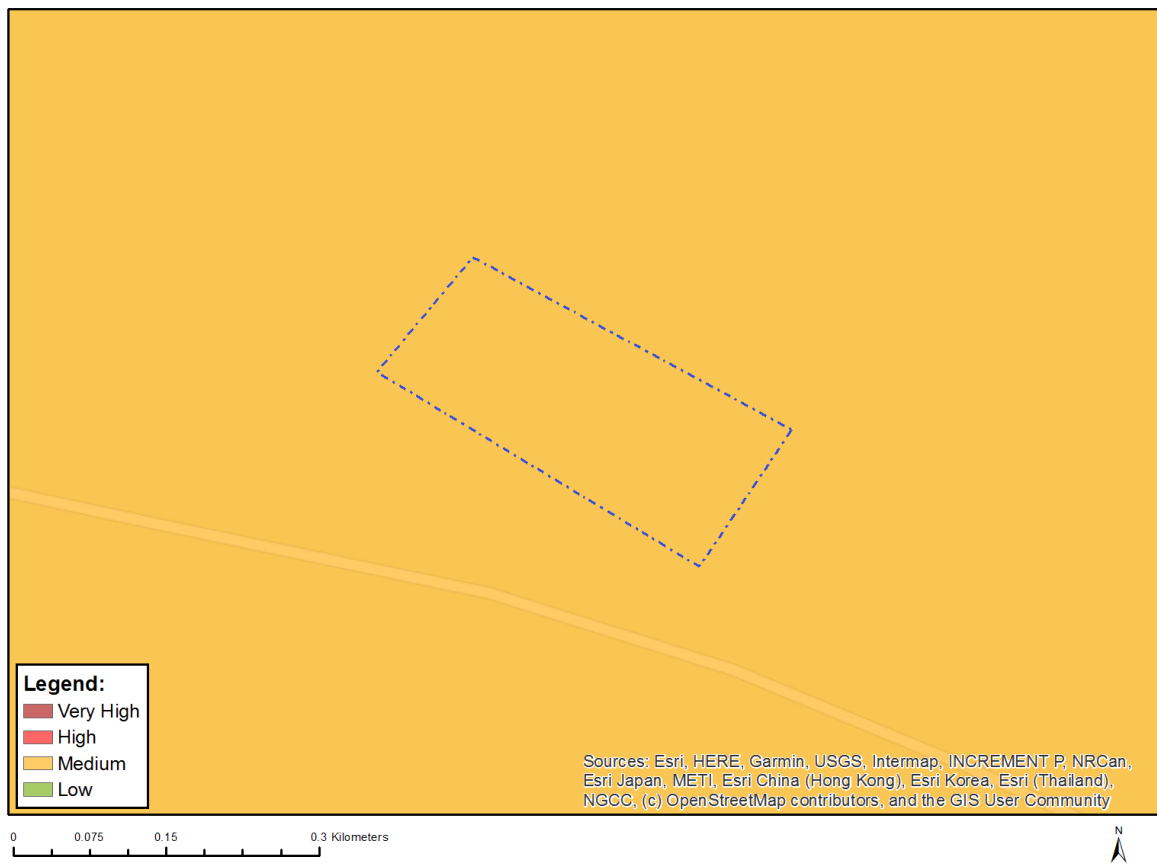 Legend:
Very High
High
Medium
Low
Sources: Esri, HERE, Garmin, USGS, Intermap, INCREMENT P, NRCan,
Esri Japan, METI, Esri China (Hong Kong), Esri Korea, Esri (Thailand),
NGCC, (c) OpenStreetMap contributors, and the GIS User Community
0 0.075 0.15 0.3 Kilometers
N